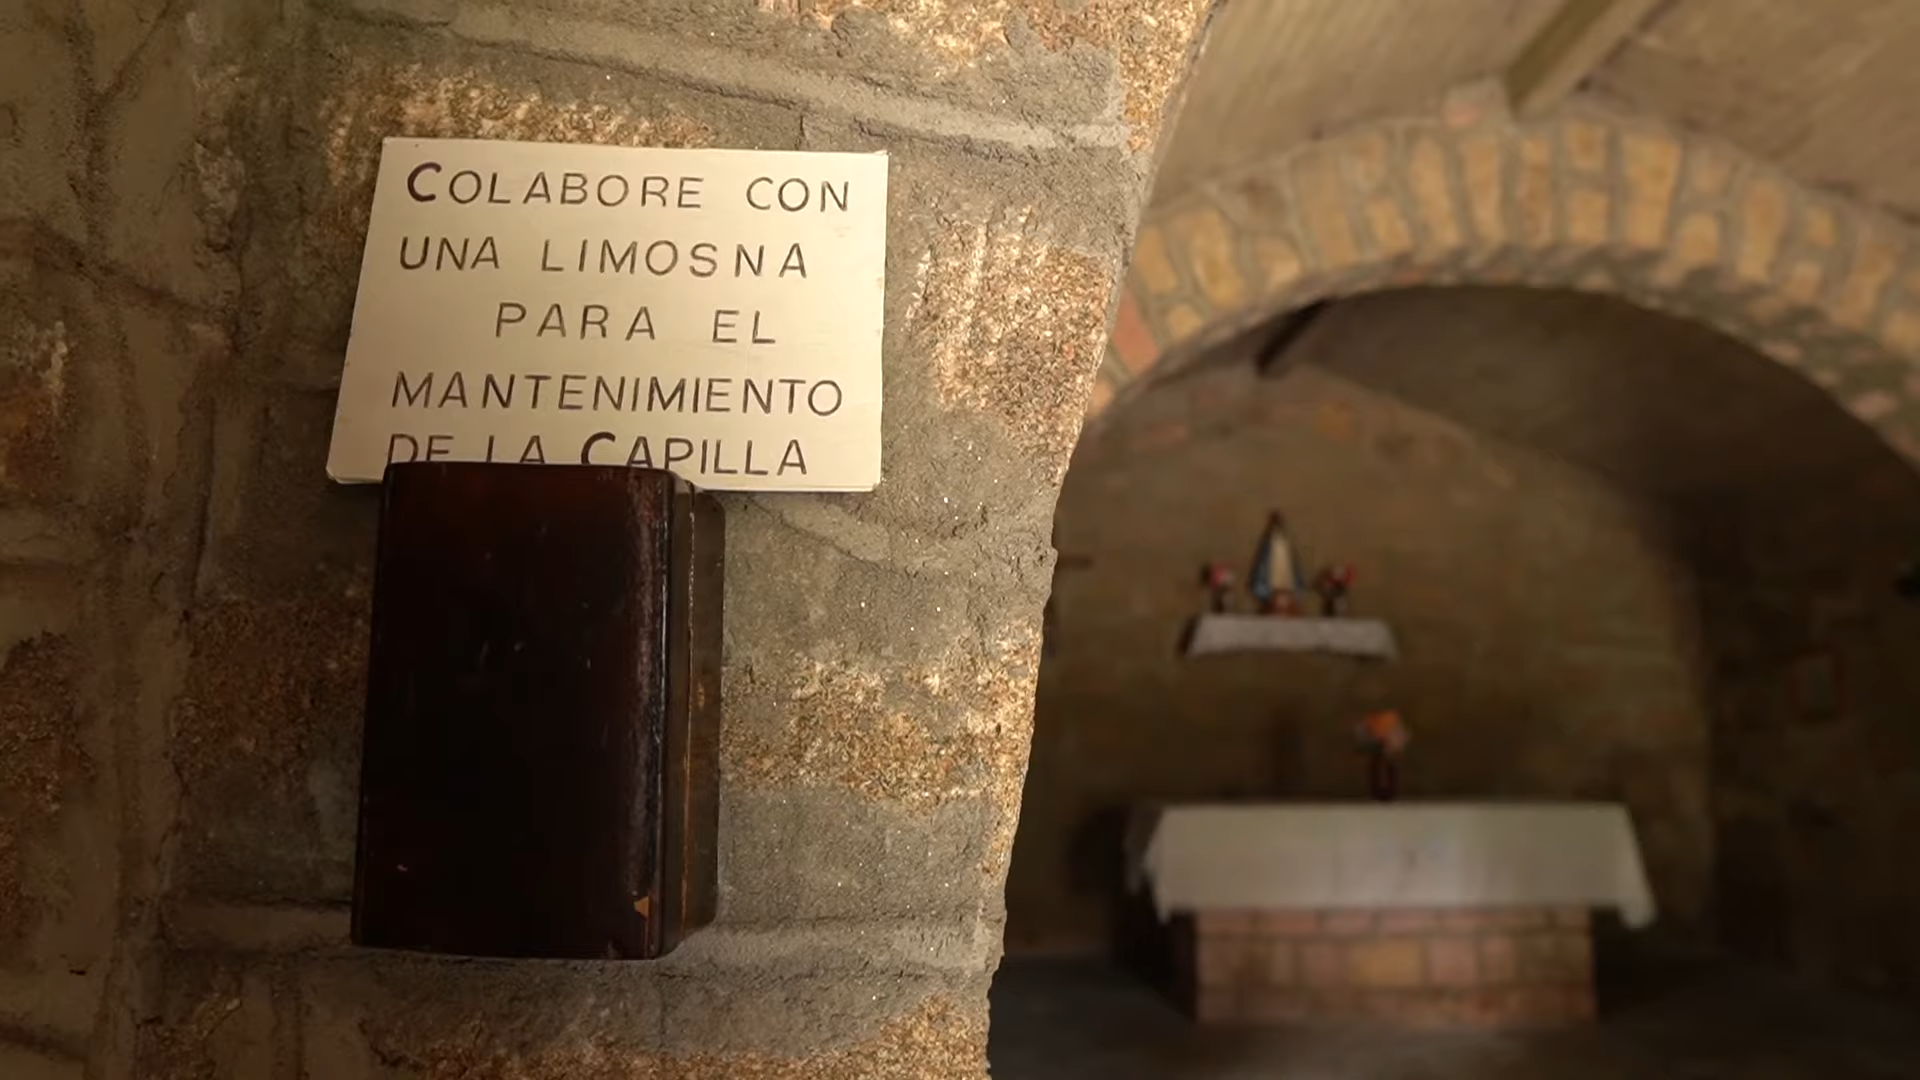 COLABORE CON
UNA LIMOSNA
PARA EL
MANTENIMIENTO
DE LA CAPILLA